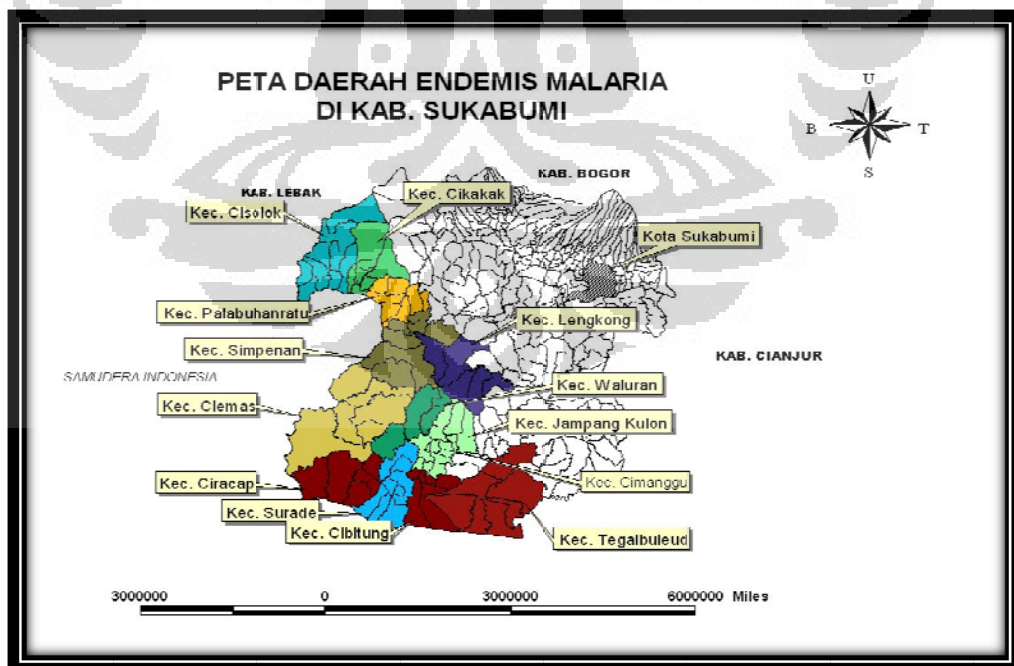 PETA DAERAH ENDEMIS MALARIA
DI KAB. SUKABUMI
U
B
T
S
KAB. BOGOR
KAB. LEBAK
Kec. Cikakak
Kec. Cisolok
Kota Sukabumi
Kec. Palabuhanratu
Kec. Lengkong
Kec. Simpenan
KAB. CIANJUR
SAMUDERA INDONESIA
Kec. Waluran
Kec. Ciemas
Kec. Jampang Kulon
Kec. Ciracap
Kec. Cimanggu
Kec. Surade
Kec. Cibitung
Kec. Tegalbuleud
3000000 0 3000000 6000000 Miles